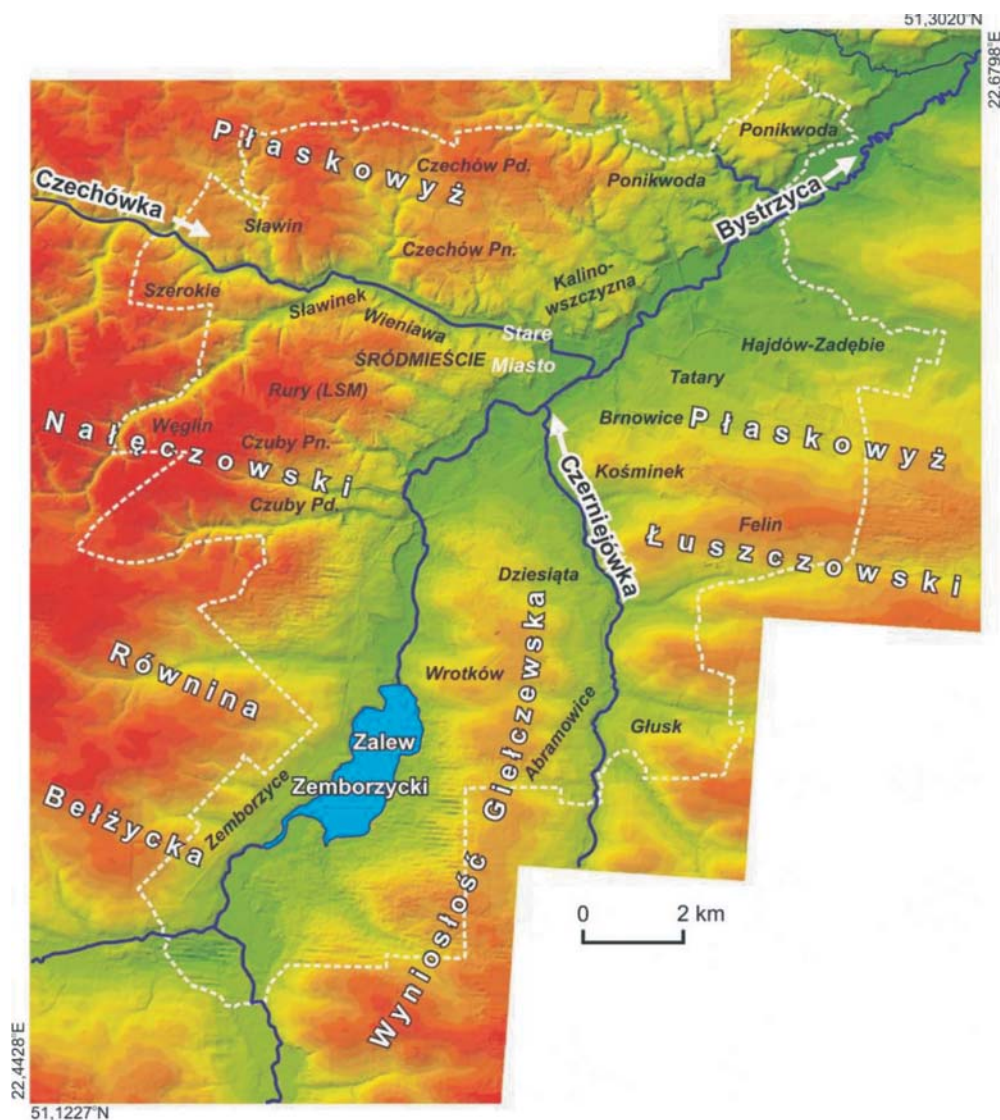 51,3020°N
22,6798°E
Płaskowyż
Ponikwoda
Czechów Pd.
Ponikwoda
Czechówka
Bystrzyca
Sławin
Czechów Pn.
Kalino-
wszczyzna
Szerokie
Sławinek
Wieniawa
Stare
Miasto
ŚRÓDMIEŚCIE
Hajdów-Zadębie
Tatary
Rury (LSM)
Brnowice
Płaskowyż
Węglin
Nałęczowski
Czuby Pn.
Kośminek
Czerniejówka
Czuby Pd.
Felin
Łuszczowski
Dziesiąta
Równina
Wrotków
Wyniosłość Giełczewska
Abramowice
Głusk
Zalew
Zemborzycki
Bełżycka
Zemborzyce
0 2 km
22,4428°E
51,1227°N